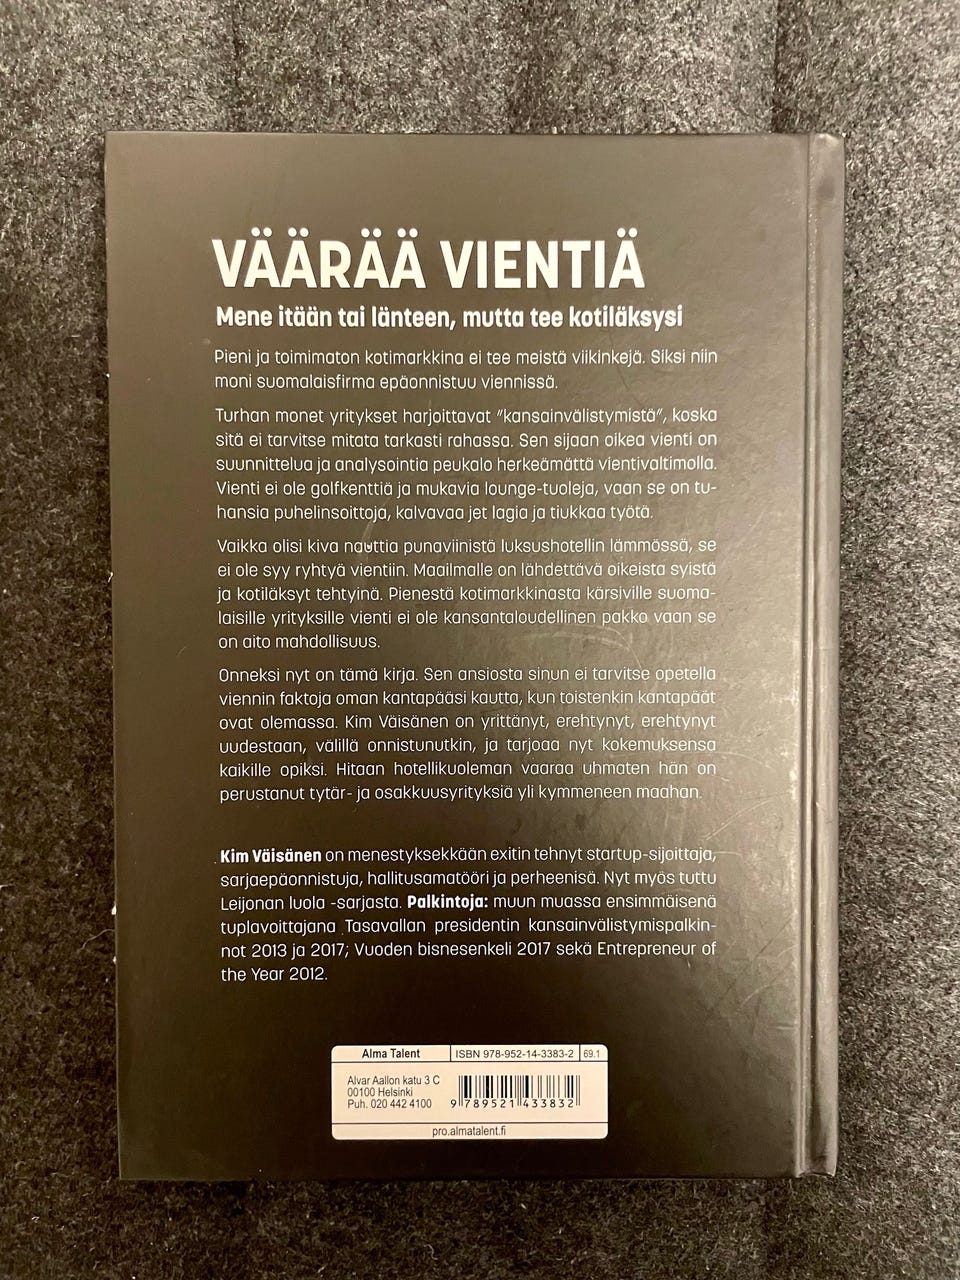 VÄÄRÄÄ VIENTIÄ
Mene itään tai länteen, mutta tee kotiläksysi
Pieni ja toimimaton kotimarkkina ei tee meistä viikinkejä. Siksi niin
moni suomalaisfirma epäonnistuu viennissä.
Turhan monet yritykset harjoittavat "kansainvälistymistä", koska
sitä ei tarvitse mitata tarkasti rahassa. Sen sijaan oikea vienti on
suunnittelua ja analysointia peukalo herkeämättä vientivaltimolla.
Vienti ei ole golfkenttiä ja mukavia lounge-tuoleja, vaan se on tu-
hansia puhelinsoittoja, kalvavaa jet lagia ja tiukkaa työtä.
Vaikka olisi kiva nauttia punaviinistä luksushotellin lämmössä, se
ei ole syy ryhtyä vientiin. Maailmalle on lähdettävä oikeista syistä
ja kotiläksyt tehtyinä. Pienestä kotimarkkinasta kärsiville suoma-
laisille yrityksille vienti ei ole kansantaloudellinen pakko vaan se
on aito mahdollisuus.
Onneksi nyt on tämä kirja. Sen ansiosta sinun ei tarvitse opetella
viennin faktoja oman kantapääsi kautta, kun toistenkin kantapäät
ovat olemassa. Kim Väisänen on yrittänyt, erehtynyt, erehtynyt
uudestaan, välillä onnistunutkin, ja tarjoaa nyt kokemuksensa
kaikille opiksi. Hitaan hotellikuoleman vaaraa uhmaten hän on
perustanut tytär- ja osakkuusyrityksiä yli kymmeneen maahan.
Kim Väisänen on menestyksekkään exitin tehnyt startup-sijoittaja,
sarjaepäonnistuja, hallitusamatööri ja perheenisä. Nyt myös tuttu
Leijonan luola -sarjasta. Palkintoja: muun muassa ensimmäisenä
tuplavoittajana Tasavallan presidentin kansainvälistymispalkin-
not 2013 ja 2017; Vuoden bisnesenkeli 2017 sekä Entrepreneur of
the Year 2012.
Alma Talent ISBN 978-952-14-3383-2 69.1
Alvar Aallon katu 3 C
00100 Helsinki
Puh. 020 442 4100
9 789521 433832
pro.almatalent.fi